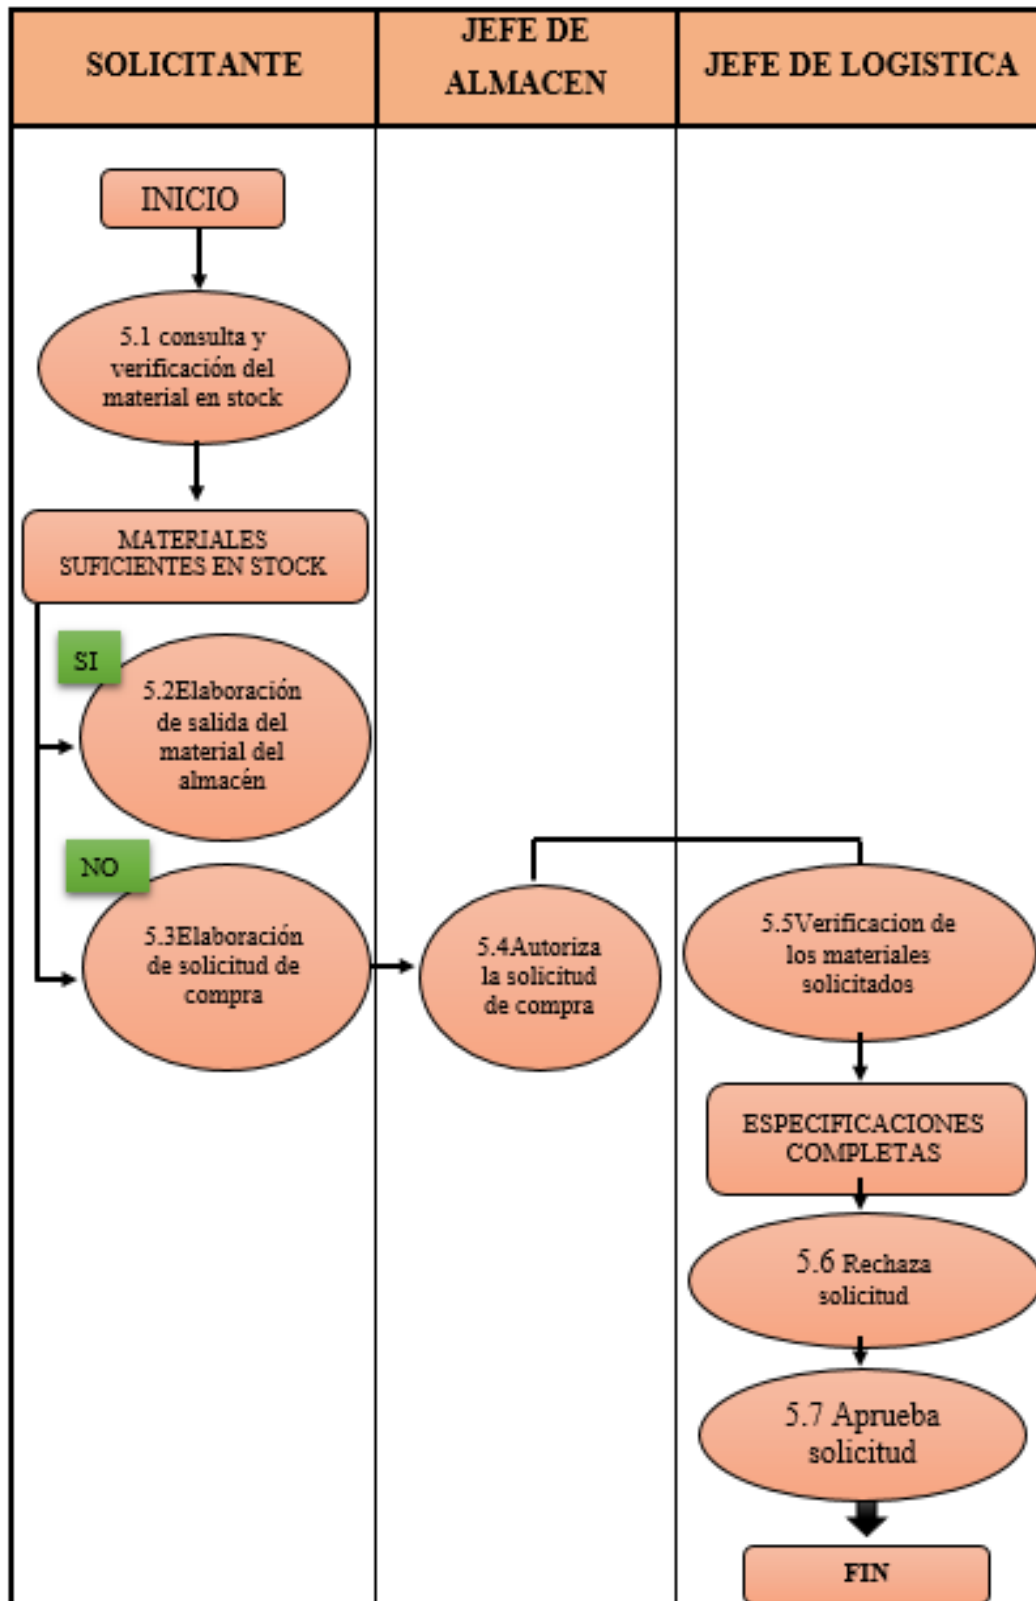 SOLICITANTE
JEFE DE
ALMACEN
JEFE DE LOGISTICA
INICIO
5.1 consulta y
verificación del
material en stock
MATERIALES
SUFICIENTES EN STOCK
SI
5.2Elaboración
de salida del
material del
almacén
NO
5.3Elaboración
de solicitud de
compra
5.4Autoriza
la solicitud
de compra
5.5Verificacion de
los materiales
solicitados
ESPECIFICACIONES
COMPLETAS
5.6 Rechaza
solicitud
5.7 Aprueba
solicitud
FIN